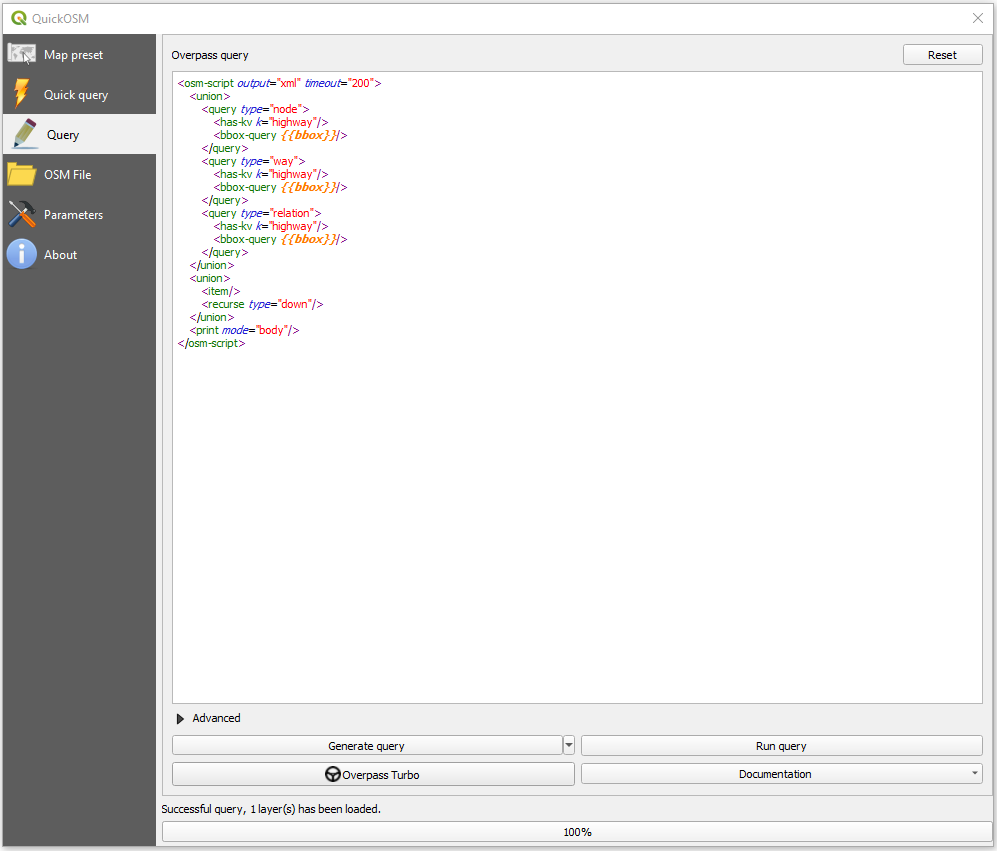 QuickOSM
Map preset
Quick query
Query
OSM File
Parameters
About
Overpass query
Reset
<osm-script output="xml" timeout="200">
<union>
<query type="node">
<has-kv k="highway"/>
<bbox-query {{bbox}}/>
</query>
<query type="way">
<has-kv k="highway"/>
<bbox-query {{bbox}}/>
</query>
<query type="relation">
<has-kv k="highway"/>
<bbox-query {{bbox}}/>
</query>
</union>
<union>
<item/>
<recurse type="down"/>
</union>
<print mode="body"/>
</osm-script>
Advanced
Generate query
Run query
Overpass Turbo
Documentation
Successful query, 1 layer(s) has been loaded.
100%